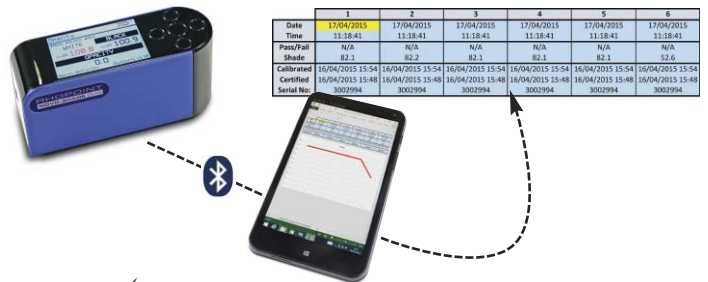 OPACITY
WHITE BLACK
108.8 100.9
OPACITY
0.0
RHOPOINT
NOVO-SHADE DUO
1 2 3 4 5 6
Date 17/04/2015 17/04/2015 17/04/2015 17/04/2015 17/04/2015 17/04/2015
Time 11:18:41 11:18:41 11:18:41 11:18:41 11:18:41 11:18:41
Pass/Fail N/A N/A N/A N/A N/A N/A
Shade 82.1 82.2 82.1 82.1 82.1 52.6
Calibrated 16/04/2015 15:54 16/04/2015 15:54 16/04/2015 15:54 16/04/2015 15:54 16/04/2015 15:54 16/04/2015 15:54
Certified 16/04/2015 15:48 16/04/2015 15:48 16/04/2015 15:48 16/04/2015 15:48 16/04/2015 15:48 16/04/2015 15:48
Serial No: 3002994 3002994 3002994 3002994 3002994 3002994